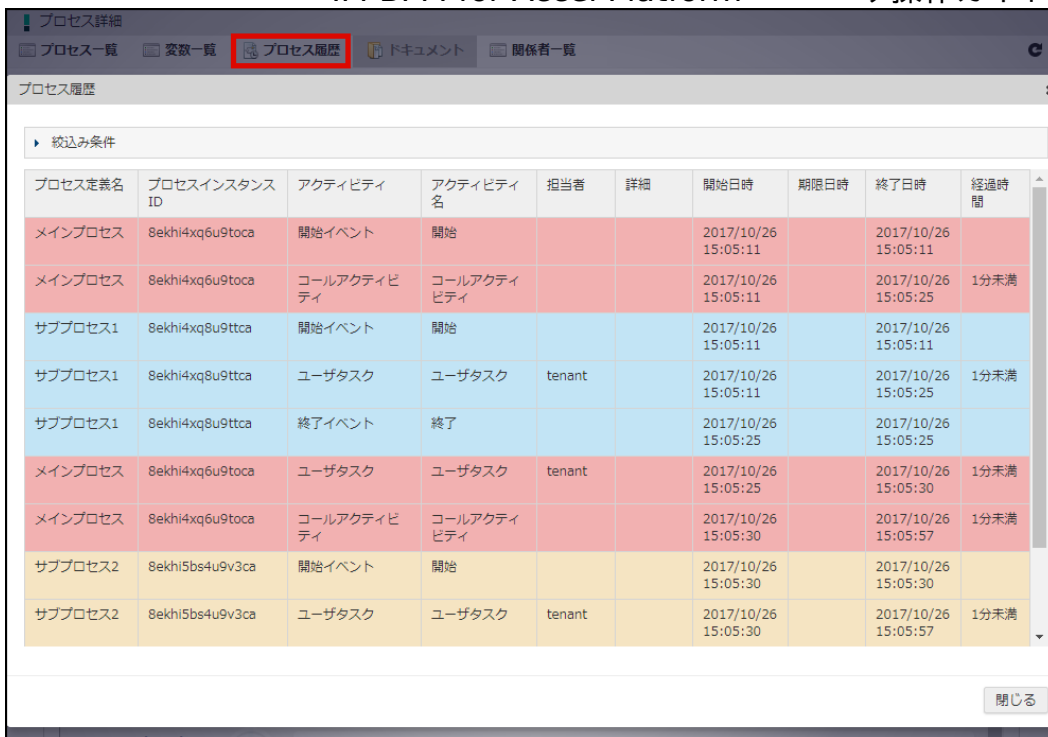 プロセス詳細
プロセス一覧 変数一覧 プロセス履歴 ドキュメント 関係者一覧
プロセス履歴
絞込み条件
プロセス定義名 プロセスインスタンス アクティビティ アクティビティ 担当者 詳細 開始日時 期限日時 終了日時 経過時
ID 名 間
メインプロセス 8ekhi4xq6u9toca 開始イベント 開始 2017/10/26 2017/10/26
15:05:11 15:05:11
メインプロセス 8ekhi4xq6u9toca コールアクティビ コールアクティ 2017/10/26 2017/10/26 1分未満
ティ ビティ 15:05:11 15:05:25
サブプロセス1 8ekhi4xq8u9ttca 開始イベント 開始 2017/10/26 2017/10/26
15:05:11 15:05:11
サブプロセス1 8ekhi4xq8u9ttca ユーザタスク ユーザタスク tenant 2017/10/26 2017/10/26 1分未満
15:05:11 15:05:25
サブプロセス1 8ekhi4xq8u9ttca 終了イベント 終了 2017/10/26 2017/10/26
15:05:25 15:05:25
メインプロセス 8ekhi4xq6u9toca ユーザタスク ユーザタスク tenant 2017/10/26 2017/10/26 1分未満
15:05:25 15:05:30
メインプロセス 8ekhi4xq6u9toca コールアクティビ コールアクティ 2017/10/26 2017/10/26 1分未満
ティ ビティ 15:05:30 15:05:57
サブプロセス2 8ekhi5bs4u9v3ca 開始イベント 開始 2017/10/26 2017/10/26
15:05:30 15:05:30
サブプロセス2 8ekhi5bs4u9v3ca ユーザタスク ユーザタスク tenant 2017/10/26 2017/10/26 1分未満
15:05:30 15:05:57
閉じる